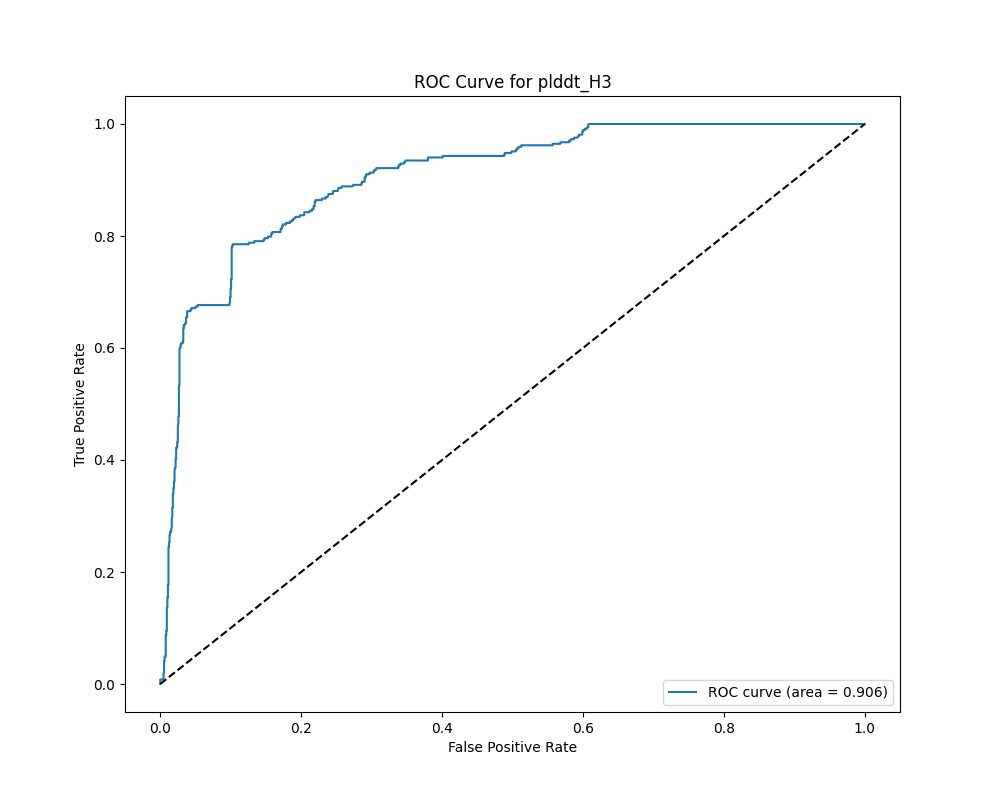 ROC Curve for plddt_H3
1.0
0.8
0.6
0.4
0.2
0.0
True Positive Rate
ROC curve (area = 0.906)
0.0 0.2 0.4 0.6 0.8 1.0
False Positive Rate